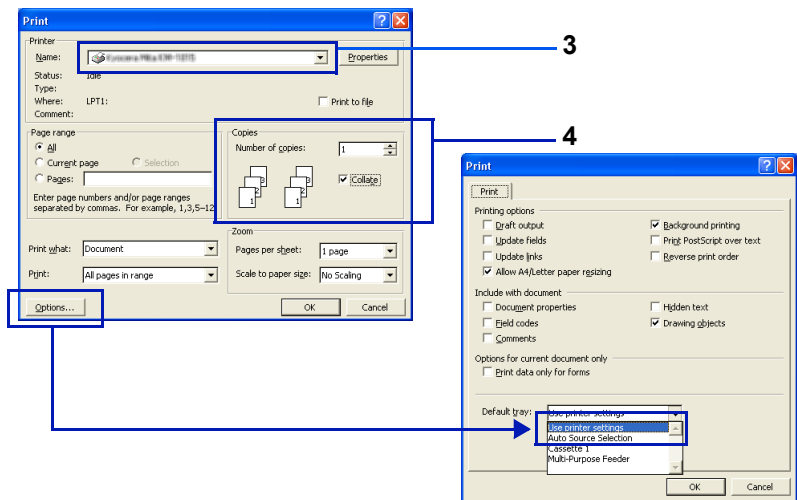 Print
Printer
Name:
Properties
Status: Idle
Type:
Where: LPT1:
Comment:
Print to file
Page range
All
Current page
Selection
Pages:
Enter page numbers and/or page ranges
separated by commas. For example, 1,3,5–12
Copies
Number of copies: 1
1 2 3
1 2 3
Collate
Print what: Document
Print: All pages in range
Zoom
Pages per sheet: 1 page
Scale to paper size: No Scaling
Options...
OK
Cancel
3
4
Print
Print
Printing options
Draft output
Update fields
Update links
Allow A4/Letter paper resizing
Background printing
Print PostScript over text
Reverse print order
Include with document
Document properties
Field codes
Comments
Hidden text
Drawing objects
Options for current document only
Print data only for forms
Default tray: Use printer settings
Use printer settings
Auto Source Selection
Cassette 1
Multi-Purpose Feeder
OK
Cancel